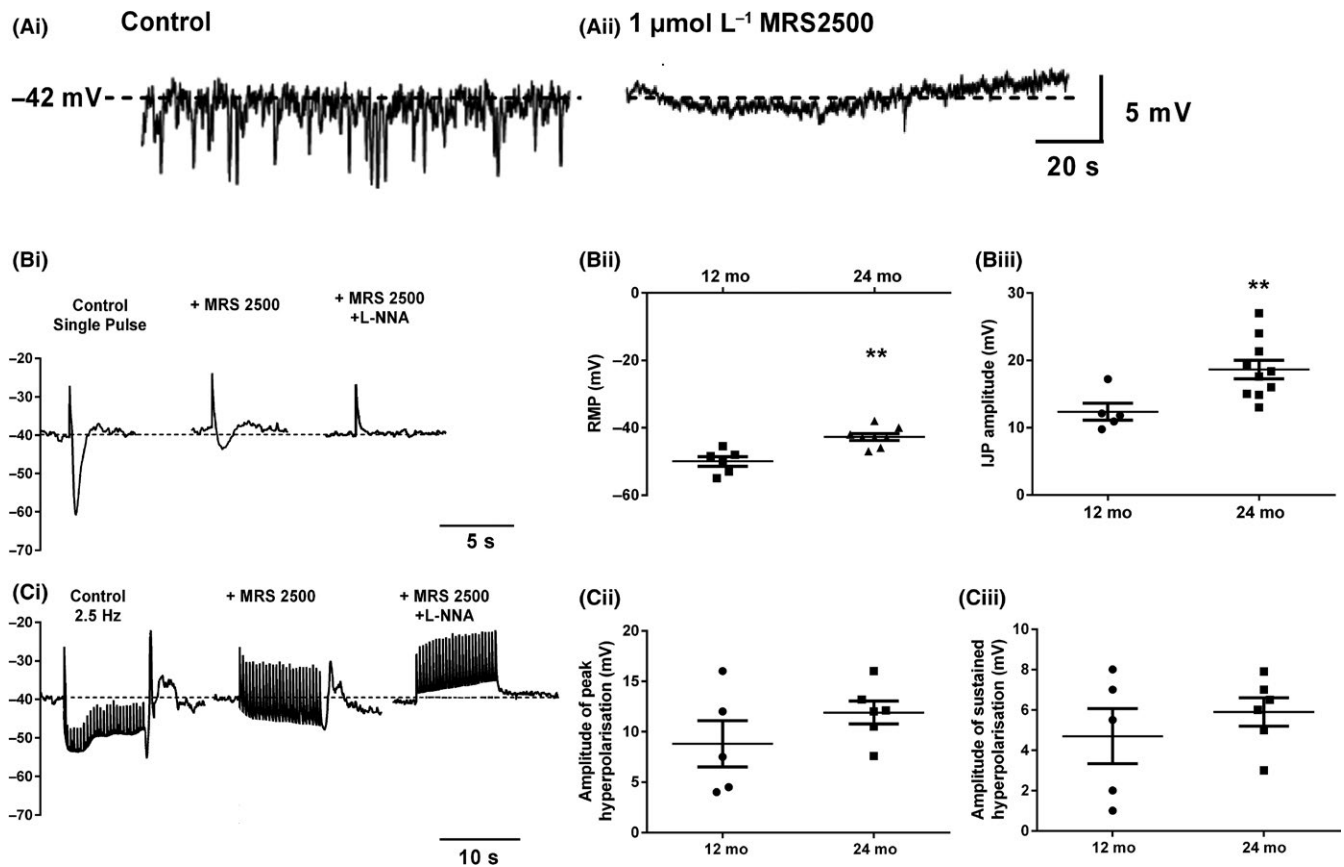 (Ai) Control
(Aii) 1 µmol L⁻¹ MRS2500
–42 mV
5 mV
20 s
(Bi)
Control
Single Pulse
+ MRS 2500
+ MRS 2500
+L-NNA
–20
–30
–40
–50
–60
–70
5 s
(Bii)
12 mo
24 mo
0
–20
–40
–60
RMP (mV)
**
(Biii)
**
30
20
10
0
IJP amplitude (mV)
12 mo
24 mo
(Ci)
Control
2.5 Hz
+ MRS 2500
+ MRS 2500
+L-NNA
–20
–30
–40
–50
–60
–70
10 s
(Cii)
20
15
10
5
0
Amplitude of peak
hyperpolarisation (mV)
12 mo
24 mo
(Ciii)
10
8
6
4
2
0
Amplitude of sustained
hyperpolarisation (mV)
12 mo
24 mo